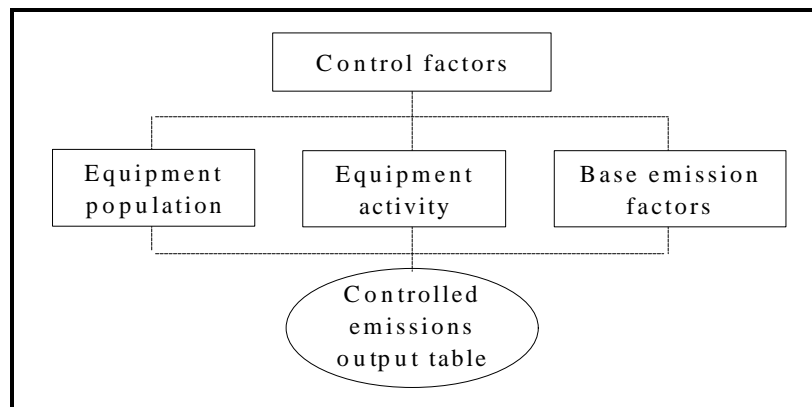 Control factors
Equipment
population
Equipment
activity
Base emission
factors
Controlled
emissions
output table